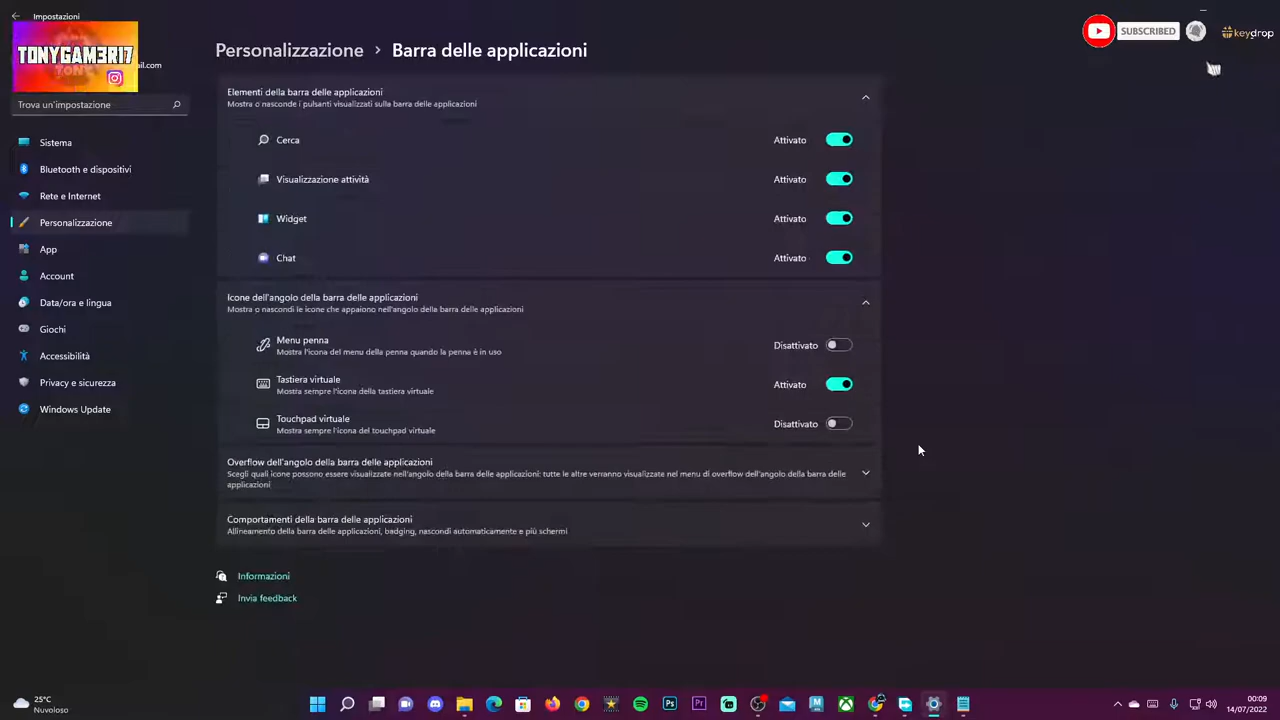 Impostazioni
TONYGAM3R17
TONY
ail.com
SUBSCRIBED
keydrop
Personalizzazione > Barra delle applicazioni
Trova un'impostazione
Sistema
Bluetooth e dispositivi
Rete e Internet
Personalizzazione
App
Account
Data/ora e lingua
Giochi
Accessibilità
Privacy e sicurezza
Windows Update
Elementi della barra delle applicazioni
Mostra o nasconde i pulsanti visualizzati sulla barra delle applicazioni
Cerca Attivato
Visualizzazione attività Attivato
Widget Attivato
Chat Attivato
Icone dell'angolo della barra delle applicazioni
Mostra o nascondi le icone che appaiono nell'angolo della barra delle applicazioni
Menu penna
Mostra l'icona del menu della penna quando la penna è in uso
Disattivato
Tastiera virtuale
Mostra sempre l'icona della tastiera virtuale
Attivato
Touchpad virtuale
Mostra sempre l'icona del touchpad virtuale
Disattivato
Overflow dell'angolo della barra delle applicazioni
Scegli quali icone possono essere visualizzate nell'angolo della barra delle applicazioni: tutte le altre verranno visualizzate nel menu di overflow dell'angolo della barra delle
applicazioni
Comportamenti della barra delle applicazioni
Allineamento della barra delle applicazioni, badging, nascondi automaticamente e più schermi
Informazioni
Invia feedback
25°C
Nuvoloso
Ps
Pr
M
00:09
14/07/2022